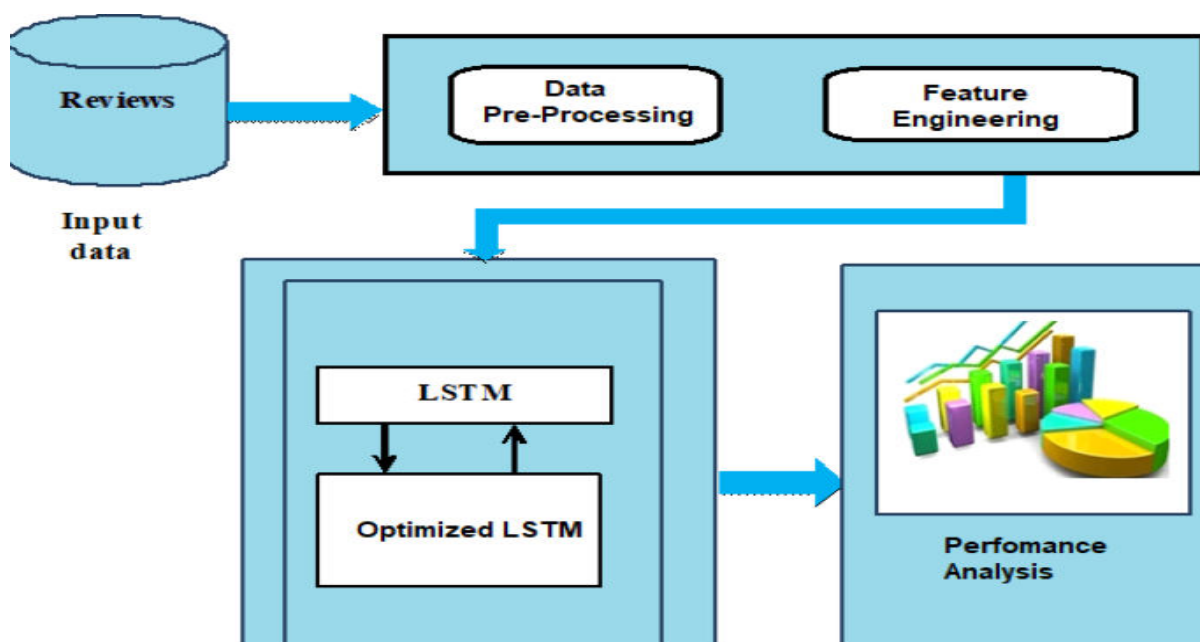 Reviews
Input
data
Data
Pre-Processing
Feature
Engineering
LSTM
Optimized LSTM
Perfomance
Analysis